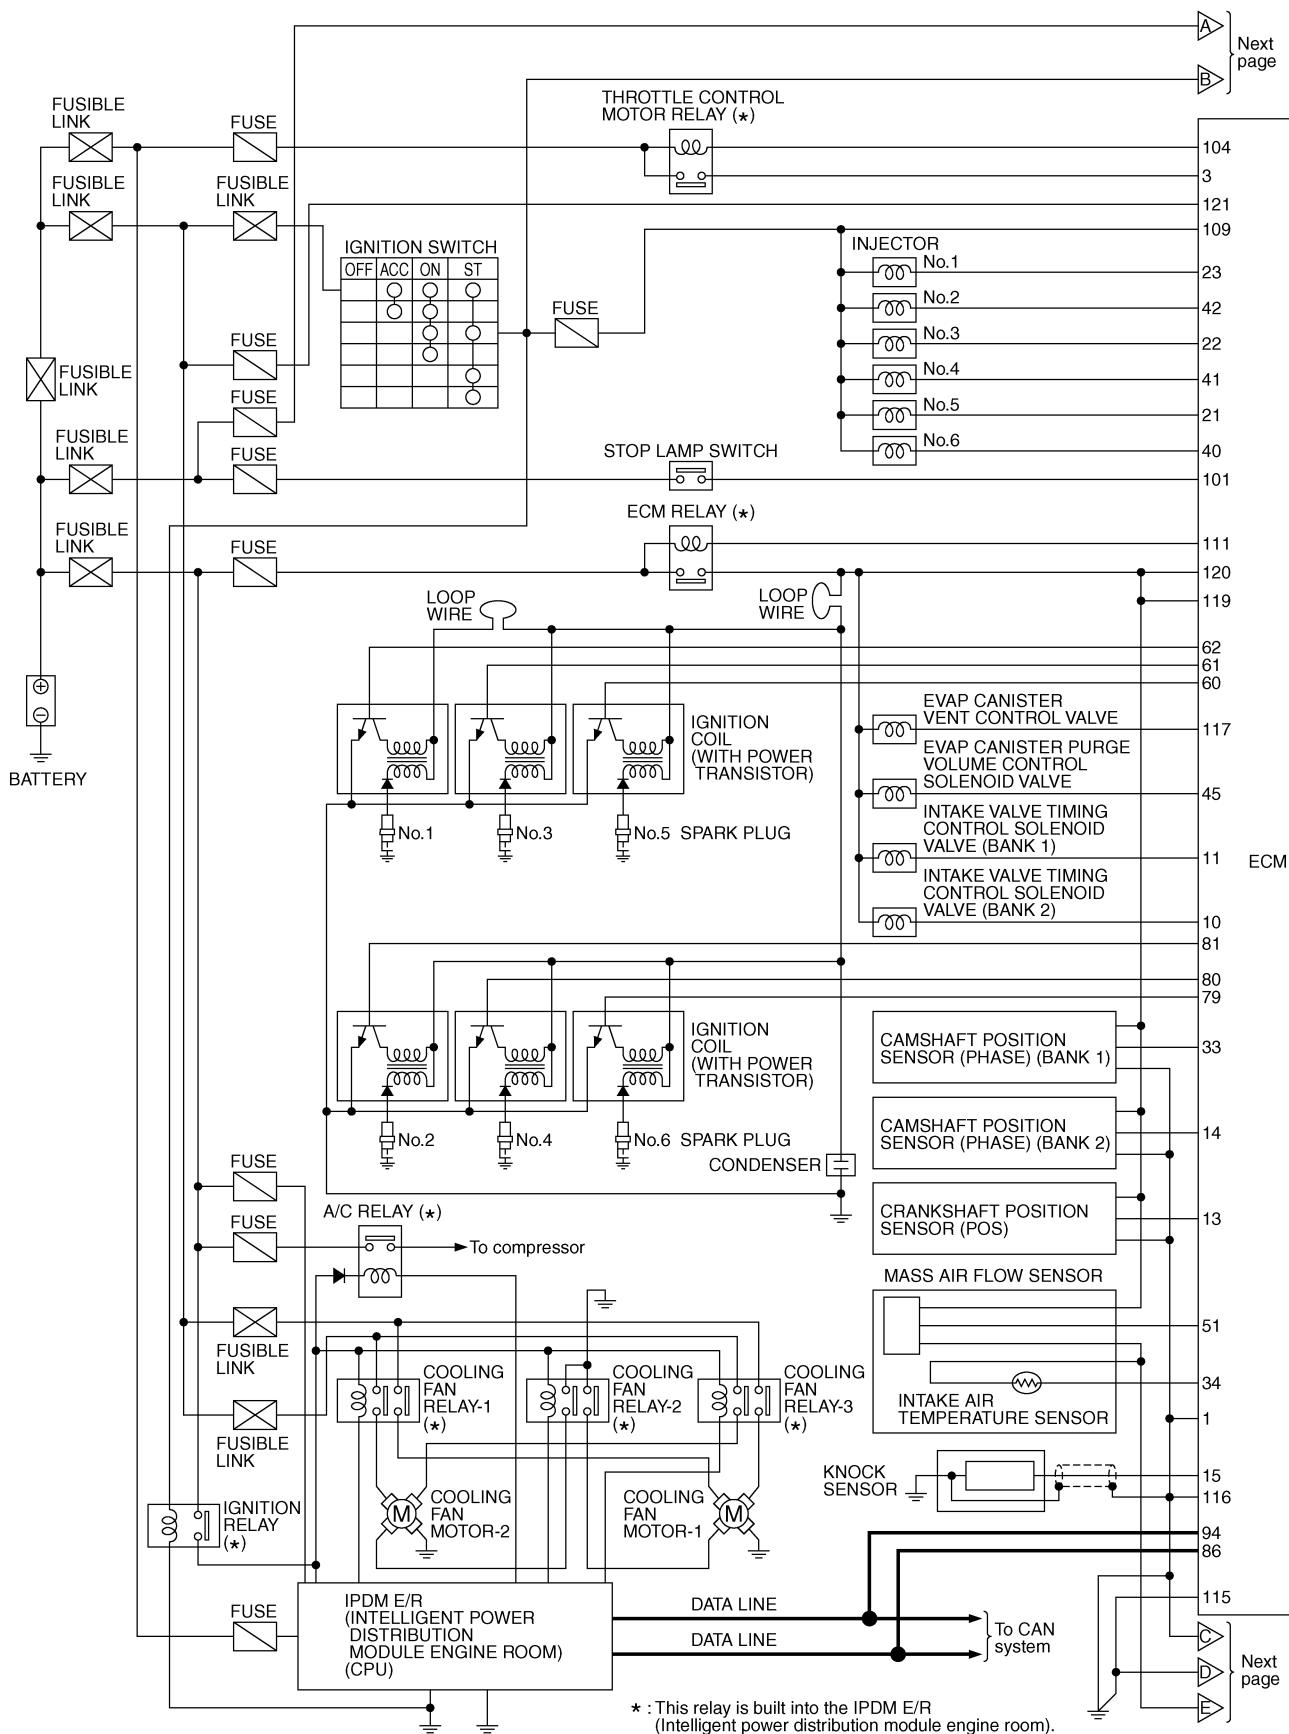 A
Next
page
B
THROTTLE CONTROL
MOTOR RELAY (*)
FUSIBLE
LINK
FUSE
104
3
FUSIBLE
LINK
FUSIBLE
LINK
121
109
IGNITION SWITCH
OFF ACC ON ST
INJECTOR
No.1
23
No.2
42
FUSE
No.3
22
FUSE
FUSIBLE
LINK
No.4
41
FUSE
No.5
21
No.6
40
FUSIBLE
LINK
FUSE
STOP LAMP SWITCH
101
ECM RELAY (*)
FUSIBLE
LINK
FUSE
111
120
LOOP
WIRE
LOOP
WIRE
119
62
61
60
+
−
BATTERY
IGNITION
COIL
(WITH POWER
TRANSISTOR)
EVAP CANISTER
VENT CONTROL VALVE
117
EVAP CANISTER PURGE
VOLUME CONTROL
SOLENOID VALVE
45
No.1
No.3
No.5 SPARK PLUG
INTAKE VALVE TIMING
CONTROL SOLENOID
VALVE (BANK 1)
11
ECM
INTAKE VALVE TIMING
CONTROL SOLENOID
VALVE (BANK 2)
10
81
80
79
IGNITION
COIL
(WITH POWER
TRANSISTOR)
CAMSHAFT POSITION
SENSOR (PHASE) (BANK 1)
33
No.2
No.4
No.6 SPARK PLUG
CAMSHAFT POSITION
SENSOR (PHASE) (BANK 2)
14
CONDENSER
FUSE
CRANKSHAFT POSITION
SENSOR (POS)
13
FUSE
A/C RELAY (*)
To compressor
MASS AIR FLOW SENSOR
51
FUSIBLE
LINK
COOLING
FAN
RELAY-1
(*)
COOLING
FAN
RELAY-2
(*)
COOLING
FAN
RELAY-3
(*)
34
INTAKE AIR
TEMPERATURE SENSOR
1
FUSIBLE
LINK
KNOCK
SENSOR
15
116
IGNITION
RELAY
(*)
M
COOLING
FAN
MOTOR-2
COOLING
FAN
MOTOR-1
M
94
86
115
FUSE
IPDM E/R
(INTELLIGENT POWER
DISTRIBUTION
MODULE ENGINE ROOM)
(CPU)
DATA LINE
DATA LINE
To CAN
system
C
D
E
Next
page
* : This relay is built into the IPDM E/R
(Intelligent power distribution module engine room).